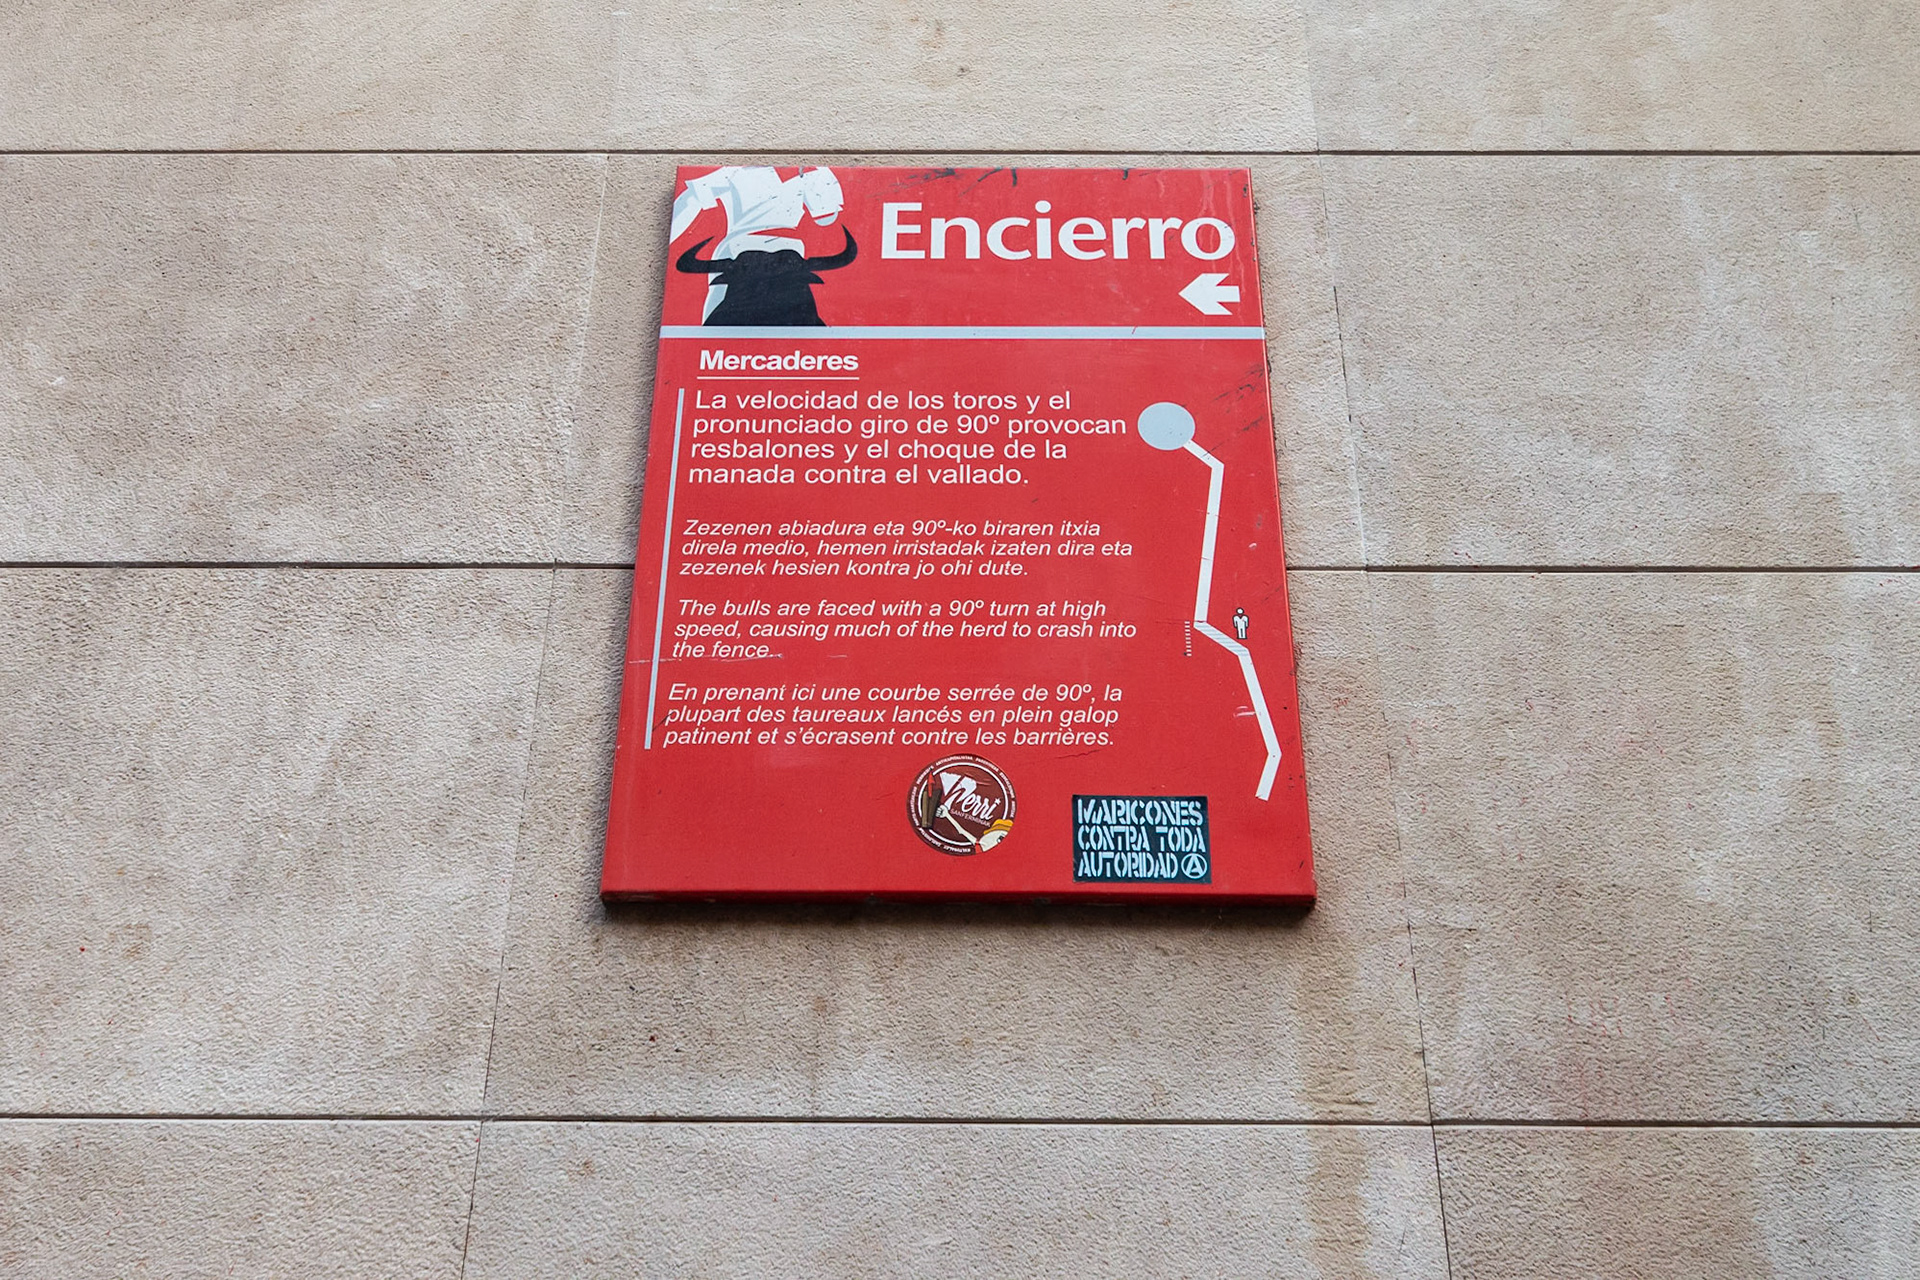 Encierro
Mercaderes
La velocidad de los toros y el
pronunciado giro de 90º provocan
resbalones y el choque de la
manada contra el vallado.
Zezenen abiadura eta 90º-ko biraren itxia
direla medio, hemen irristadak izaten dira eta
zezenek hesien kontra jo ohi dute.
The bulls are faced with a 90º turn at high
speed, causing much of the herd to crash into
the fence.
En prenant ici une courbe serrée de 90º, la
plupart des taureaux lancés en plein galop
patinent et s'écrasent contre les barrières.
Herri
SANFERMINAK
MARICONES
CONTRA TODA
AUTORIDAD